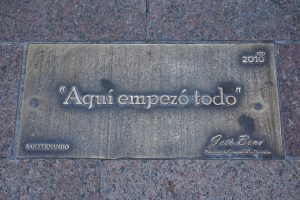 2010
"Aquí empezó todo"
SAN FERNANDO
José Bono